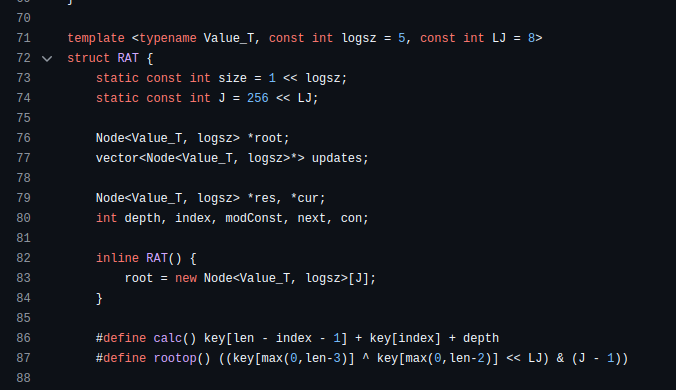 70
71 template <typename Value_T, const int logsz = 5, const int LJ = 8>
72 struct RAT {
73 static const int size = 1 << logsz;
74 static const int J = 256 << LJ;
75
76 Node<Value_T, logsz> *root;
77 vector<Node<Value_T, logsz>*> updates;
78
79 Node<Value_T, logsz> *res, *cur;
80 int depth, index, modConst, next, con;
81
82 inline RAT() {
83 root = new Node<Value_T, logsz>[J];
84 }
85
86 #define calc() key[len - index - 1] + key[index] + depth
87 #define rootop() ((key[max(0,len-3)] ^ key[max(0,len-2)] << LJ) & (J - 1))
88